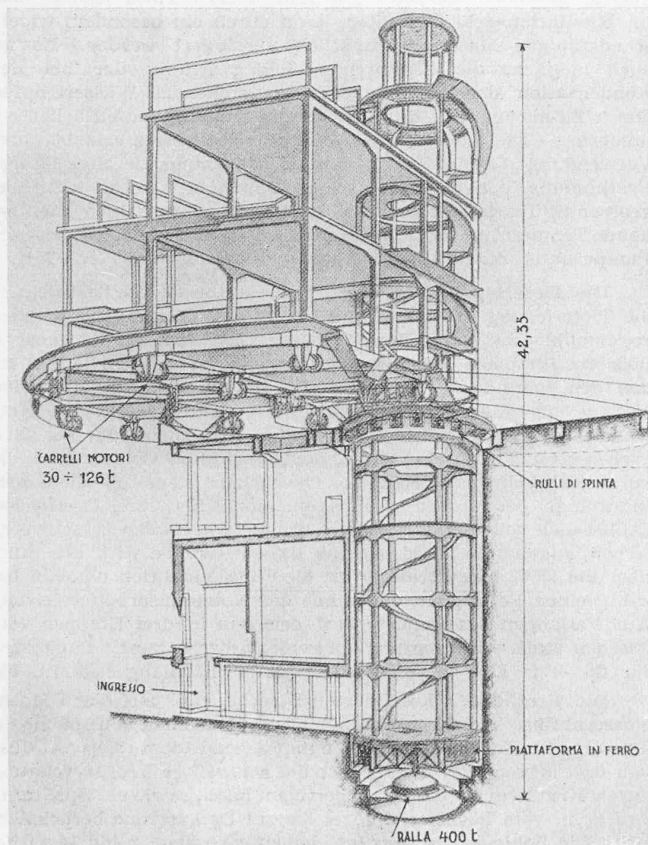 42,35
CARRELLI MOTORI
30 ÷ 126 t
RULLI DI SPINTA
INGRESSO
PIATTAFORMA IN FERRO
RALLA 400 t